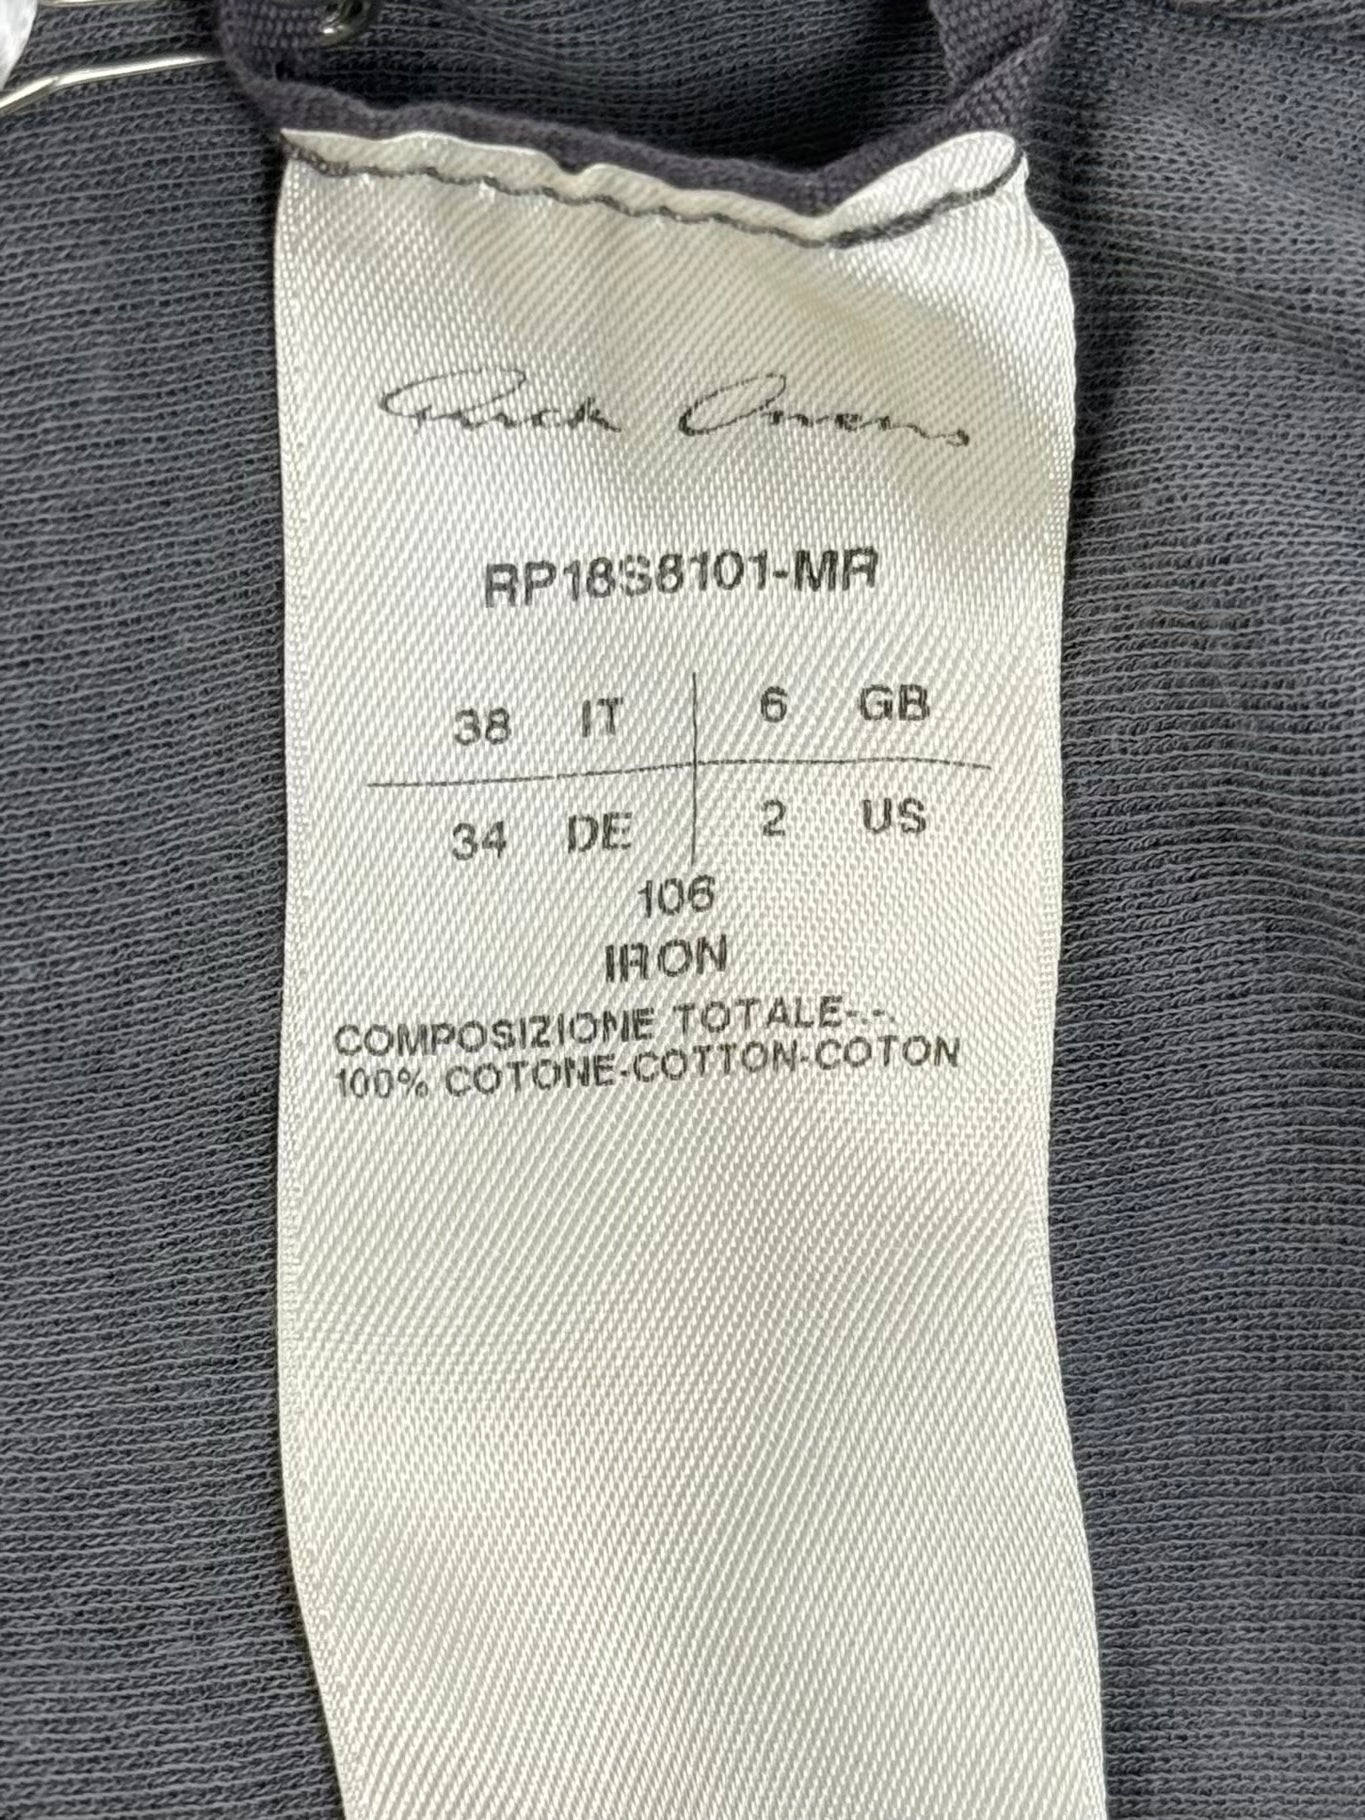 Rick Owens
RP18S8101-MR
38 IT 6 GB
34 DE 2 US
106
IRON
COMPOSIZIONE TOTALE-.-.
100% COTONE-COTTON-COTON